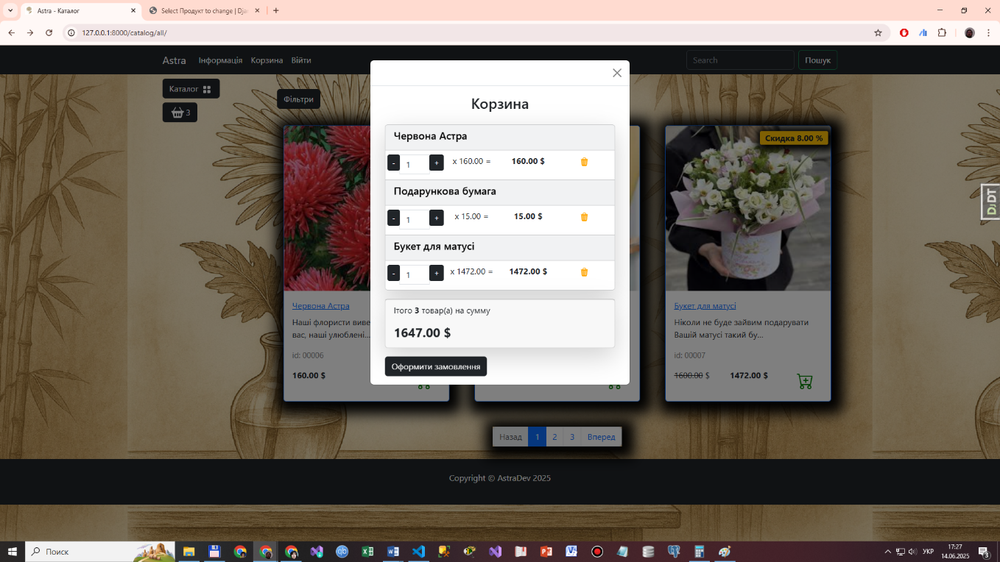 Astra - Каталог
Select Продукт to change | Dja
127.0.0.1:8000/catalog/all/
Astra Інформація Корзина Війти Search Пошук
Каталог
3
Фільтри
Корзина
Червона Астра
- 1 + x 160.00 = 160.00 $
Подарункова бумага
- 1 + x 15.00 = 15.00 $
Букет для матусі
- 1 + x 1472.00 = 1472.00 $
Ітого 3 товар(а) на сумму
1647.00 $
Оформити замовлення
Червона Астра
Наші флористи виве
вас, наші улюблені...
id: 00006
160.00 $
Скидка 8.00 %
Букет для матусі
Ніколи не буде зайвим подарувати
Вашій матусі такий бу...
id: 00007
1600.00 $ 1472.00 $
DJDT
Назад 1 2 3 Вперед
Copyright © AstraDev 2025
Поиск
УКР
17:27
14.06.2025
3